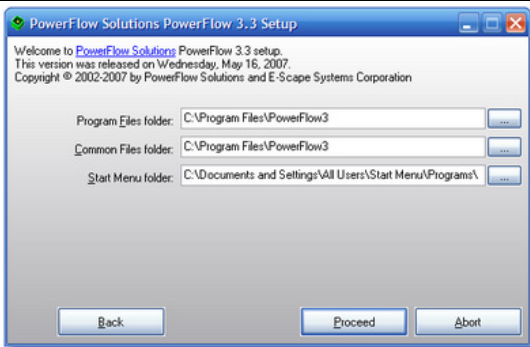 PowerFlow Solutions PowerFlow 3.3 Setup
Welcome to PowerFlow Solutions PowerFlow 3.3 setup.
This version was released on Wednesday, May 16, 2007.
Copyright © 2002-2007 by PowerFlow Solutions and E-Scape Systems Corporation
Program Files folder: C:\Program Files\PowerFlow3 ...
Common Files folder: C:\Program Files\PowerFlow3 ...
Start Menu folder: C:\Documents and Settings\All Users\Start Menu\Programs\ ...
Back Proceed Abort